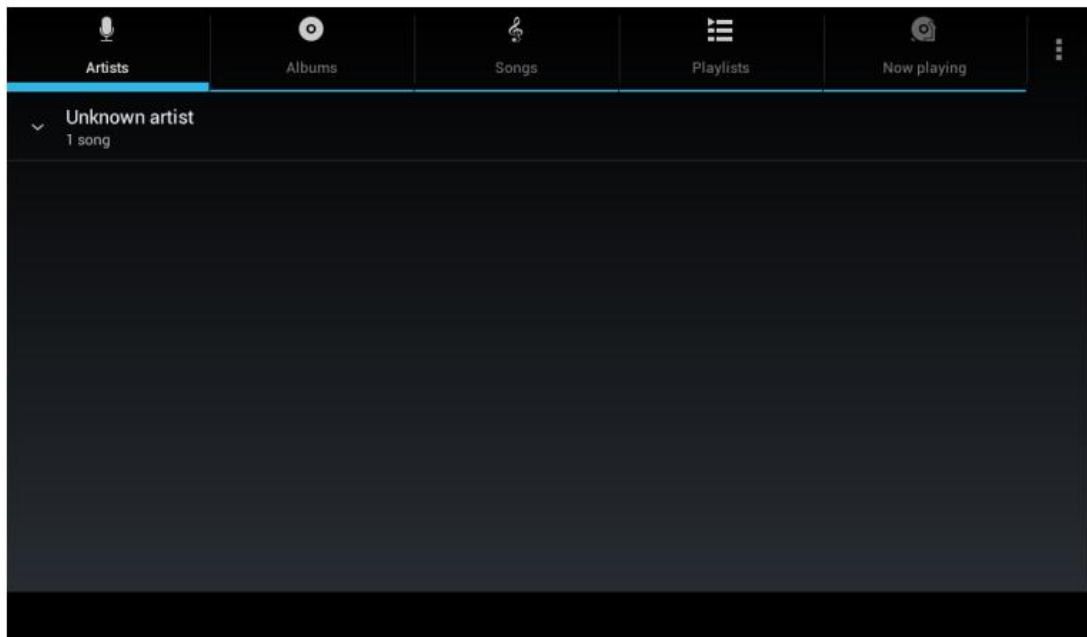 Artists
Albums
Songs
Playlists
Now playing
Unknown artist
1 song